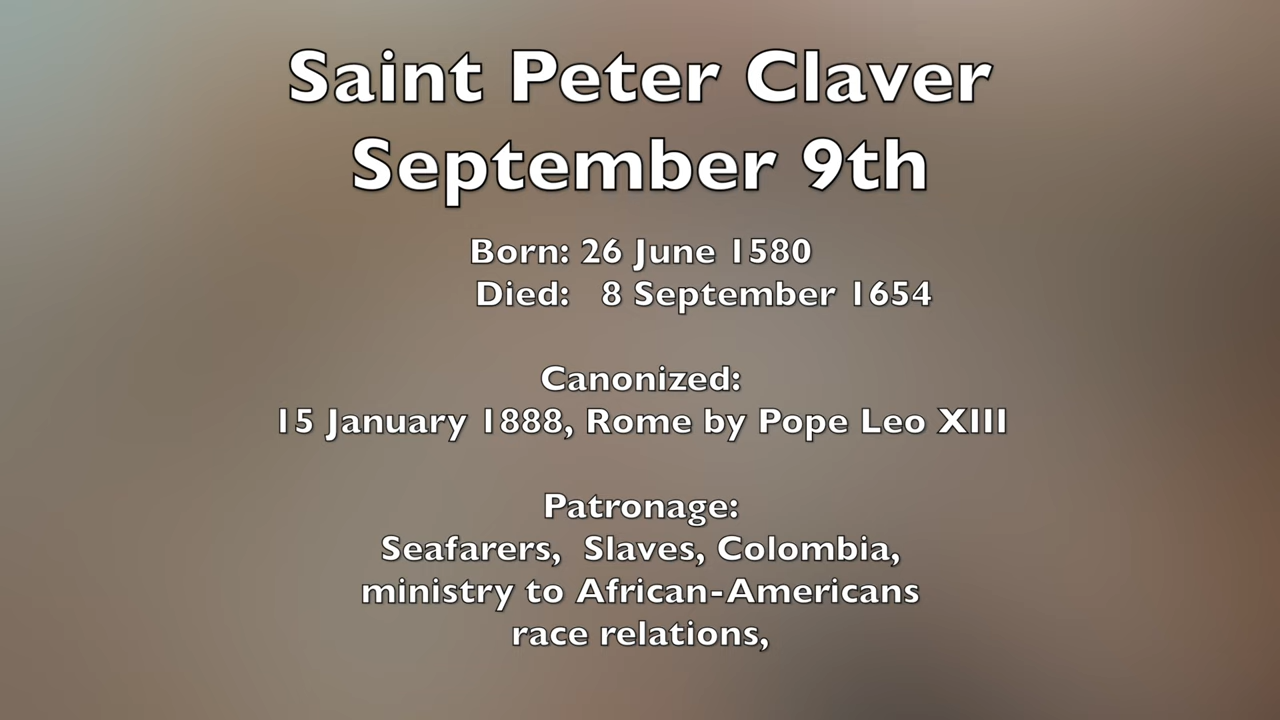 Saint Peter Claver
September 9th
Born: 26 June 1580
Died: 8 September 1654
Canonized:
15 January 1888, Rome by Pope Leo XIII
Patronage:
Seafarers, Slaves, Colombia,
ministry to African-Americans
race relations,